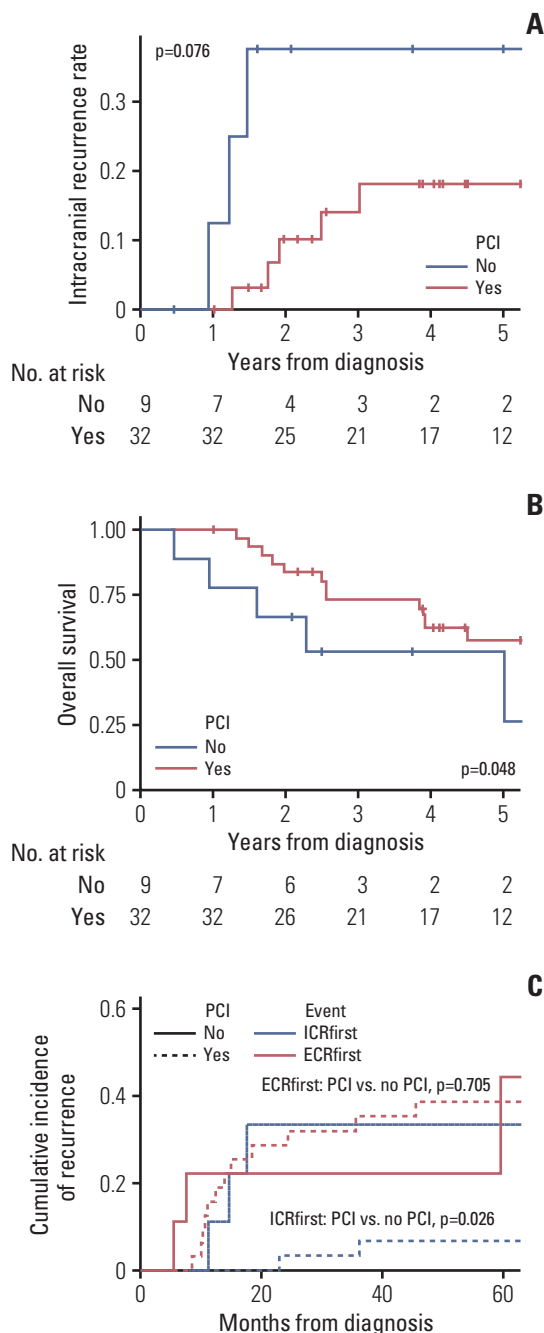 A
p=0.076
Intracranial recurrence rate
0.3
0.2
0.1
0
PCI
No
Yes
0 1 2 3 4 5
Years from diagnosis
No. at risk
No 9 7 4 3 2 2
Yes 32 32 25 21 17 12
B
Overall survival
1.00
0.75
0.50
0.25
0
PCI
No
Yes
p=0.048
0 1 2 3 4 5
Years from diagnosis
No. at risk
No 9 7 6 3 2 2
Yes 32 32 26 21 17 12
C
Cumulative incidence
of recurrence
0.6
0.4
0.2
0
PCI Event
No ICRfirst
Yes ECRfirst
ECRfirst: PCI vs. no PCI, p=0.705
ICRfirst: PCI vs. no PCI, p=0.026
0 20 40 60
Months from diagnosis